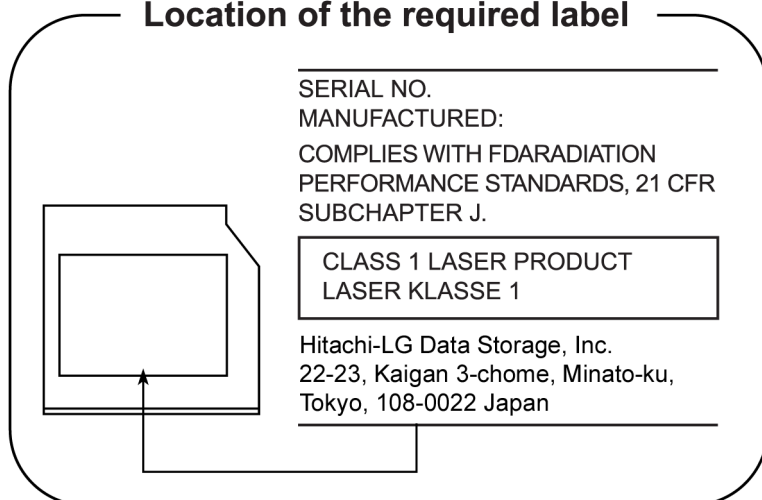 Location of the required label
SERIAL NO.
MANUFACTURED:
COMPLIES WITH FDARADIATION
PERFORMANCE STANDARDS, 21 CFR
SUBCHAPTER J.
CLASS 1 LASER PRODUCT
LASER KLASSE 1
Hitachi-LG Data Storage, Inc.
22-23, Kaigan 3-chome, Minato-ku,
Tokyo, 108-0022 Japan